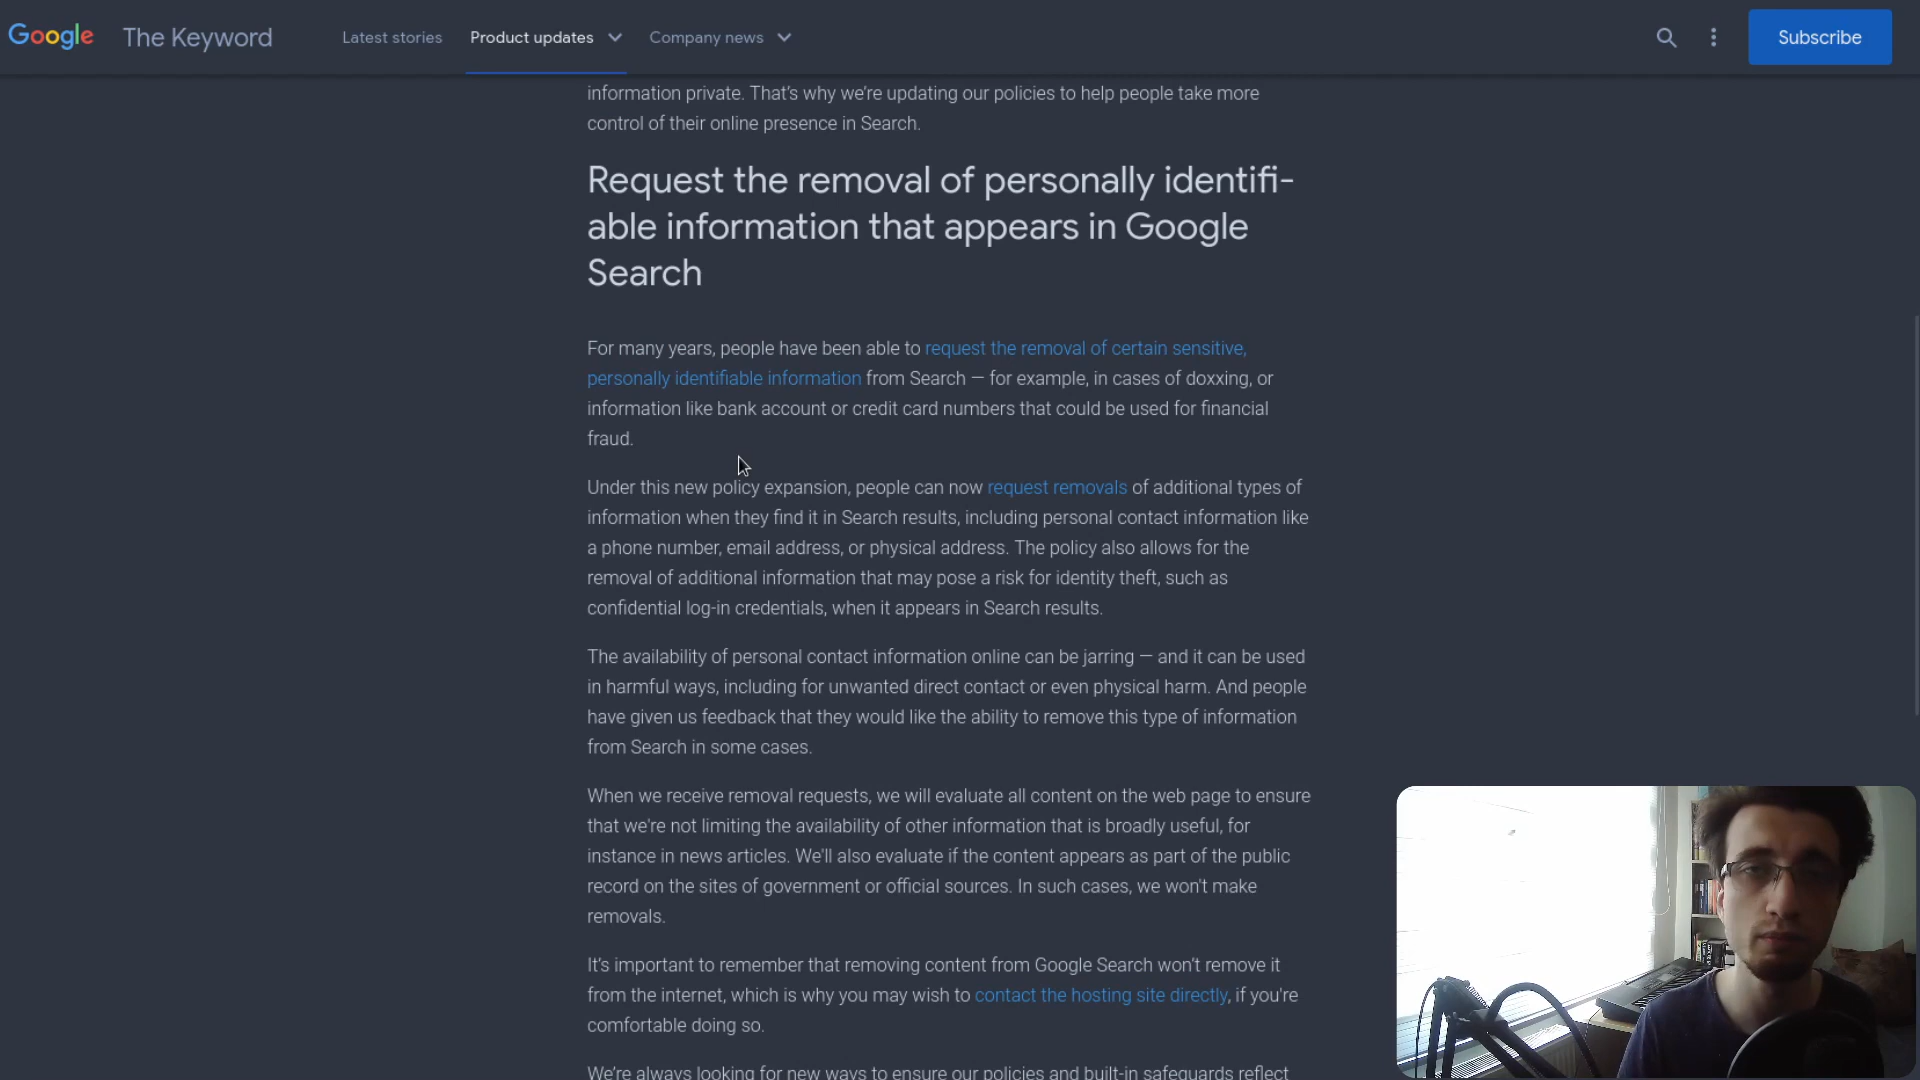 Google The Keyword Latest stories Product updates Company news Subscribe
information private. That’s why we’re updating our policies to help people take more
control of their online presence in Search.
Request the removal of personally identifi-
able information that appears in Google
Search
For many years, people have been able to request the removal of certain sensitive,
personally identifiable information from Search — for example, in cases of doxxing, or
information like bank account or credit card numbers that could be used for financial
fraud.
Under this new policy expansion, people can now request removals of additional types of
information when they find it in Search results, including personal contact information like
a phone number, email address, or physical address. The policy also allows for the
removal of additional information that may pose a risk for identity theft, such as
confidential log-in credentials, when it appears in Search results.
The availability of personal contact information online can be jarring — and it can be used
in harmful ways, including for unwanted direct contact or even physical harm. And people
have given us feedback that they would like the ability to remove this type of information
from Search in some cases.
When we receive removal requests, we will evaluate all content on the web page to ensure
that we're not limiting the availability of other information that is broadly useful, for
instance in news articles. We'll also evaluate if the content appears as part of the public
record on the sites of government or official sources. In such cases, we won't make
removals.
It’s important to remember that removing content from Google Search won’t remove it
from the internet, which is why you may wish to contact the hosting site directly, if you're
comfortable doing so.
We’re always looking for new ways to ensure our policies and built-in safeguards reflect